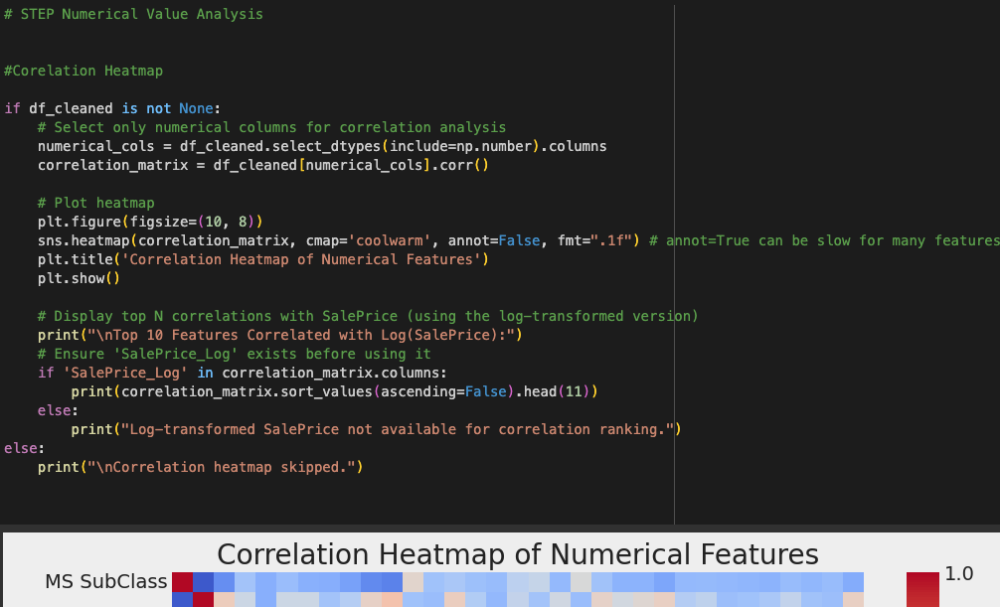 # STEP Numerical Value Analysis
#Corelation Heatmap
if df_cleaned is not None:
    # Select only numerical columns for correlation analysis
    numerical_cols = df_cleaned.select_dtypes(include=np.number).columns
    correlation_matrix = df_cleaned[numerical_cols].corr()
    # Plot heatmap
    plt.figure(figsize=(10, 8))
    sns.heatmap(correlation_matrix, cmap='coolwarm', annot=False, fmt=".1f") # annot=True can be slow for many features
    plt.title('Correlation Heatmap of Numerical Features')
    plt.show()
    # Display top N correlations with SalePrice (using the log-transformed version)
    print("\nTop 10 Features Correlated with Log(SalePrice):")
    # Ensure 'SalePrice_Log' exists before using it
    if 'SalePrice_Log' in correlation_matrix.columns:
        print(correlation_matrix.sort_values(ascending=False).head(11))
    else:
        print("Log-transformed SalePrice not available for correlation ranking.")
else:
    print("\nCorrelation heatmap skipped.")
Correlation Heatmap of Numerical Features
MS SubClass
1.0